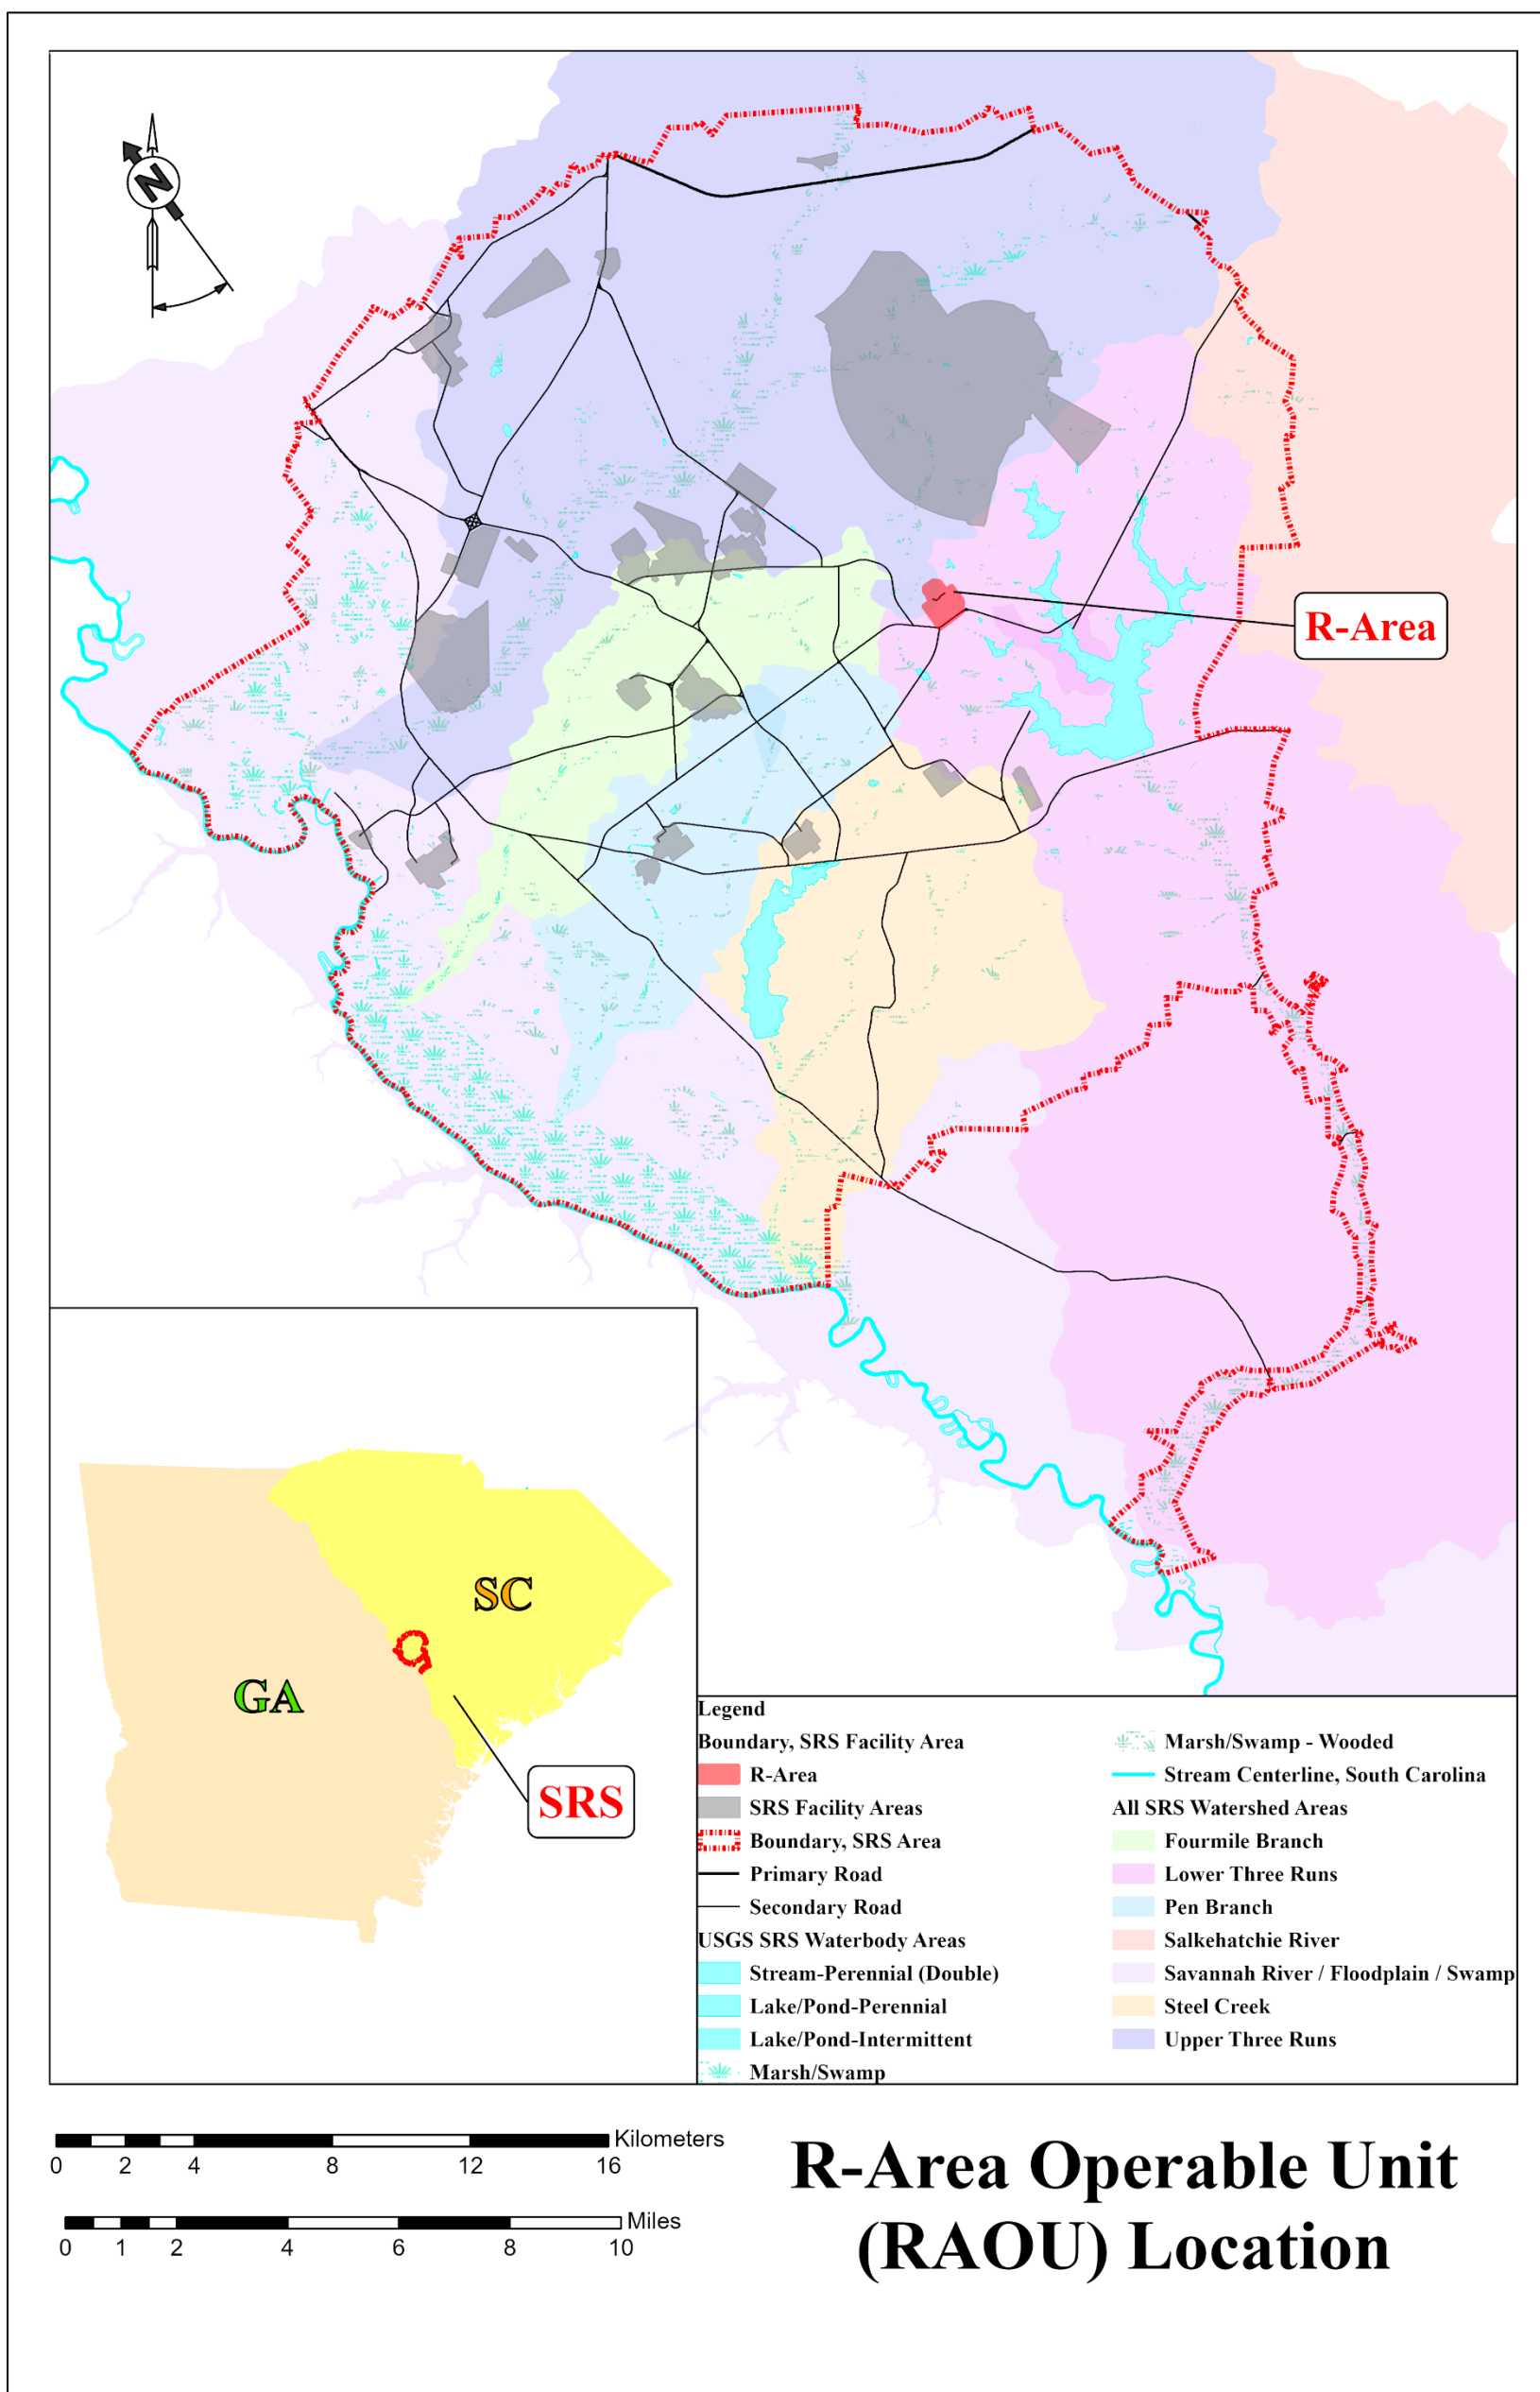 N
R-Area
SC
GA
SRS
Legend
Boundary, SRS Facility Area
R-Area
SRS Facility Areas
Boundary, SRS Area
Primary Road
Secondary Road
USGS SRS Waterbody Areas
Stream-Perennial (Double)
Lake/Pond-Perennial
Lake/Pond-Intermittent
Marsh/Swamp
Marsh/Swamp - Wooded
Stream Centerline, South Carolina
All SRS Watershed Areas
Fourmile Branch
Lower Three Runs
Pen Branch
Salkehatchie River
Savannah River / Floodplain / Swamp
Steel Creek
Upper Three Runs
Kilometers
0 2 4 8 12 16
Miles
0 1 2 4 6 8 10
R-Area Operable Unit
(RAOU) Location